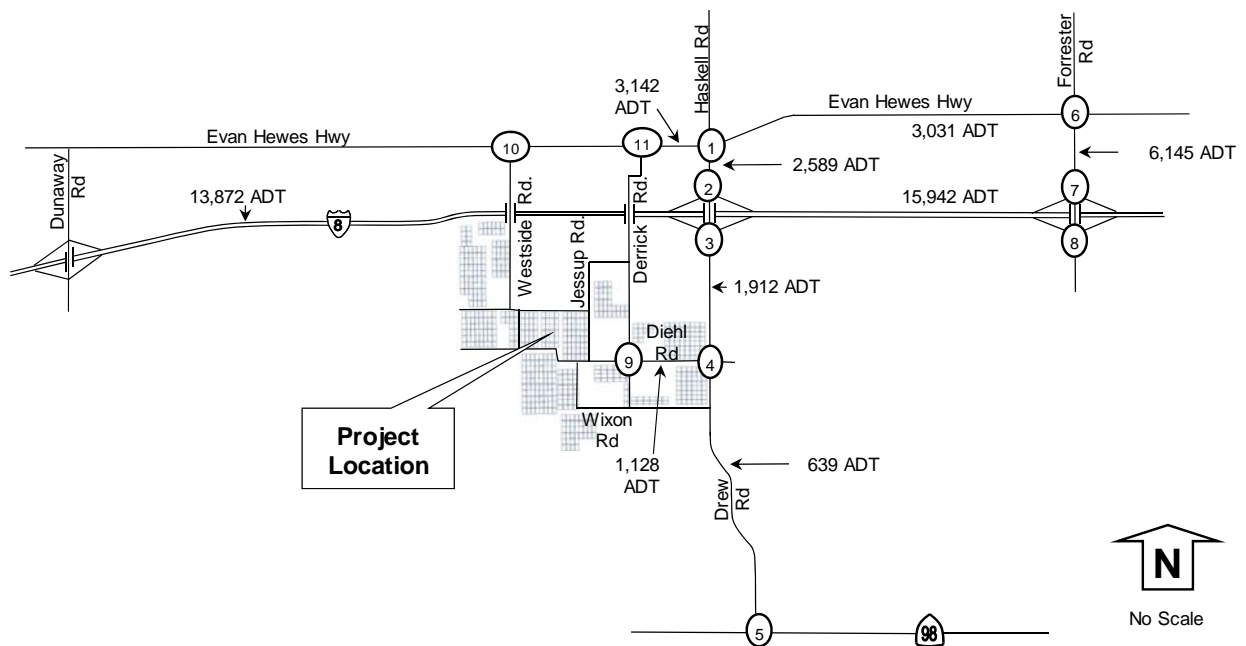 Haskell Rd
Forrester
Rd
3,142
ADT
Evan Hewes Hwy
6
3,031 ADT
Evan Hewes Hwy
10
11
1
2,589 ADT
6,145 ADT
Dunaway
Rd
13,872 ADT
8
Westside Rd.
Jessup Rd.
Derrick Rd.
2
3
15,942 ADT
7
8
1,912 ADT
Diehl
Rd
9
4
Project
Location
Wixon
Rd
1,128
ADT
639 ADT
Drew
Rd
N
No Scale
5
98